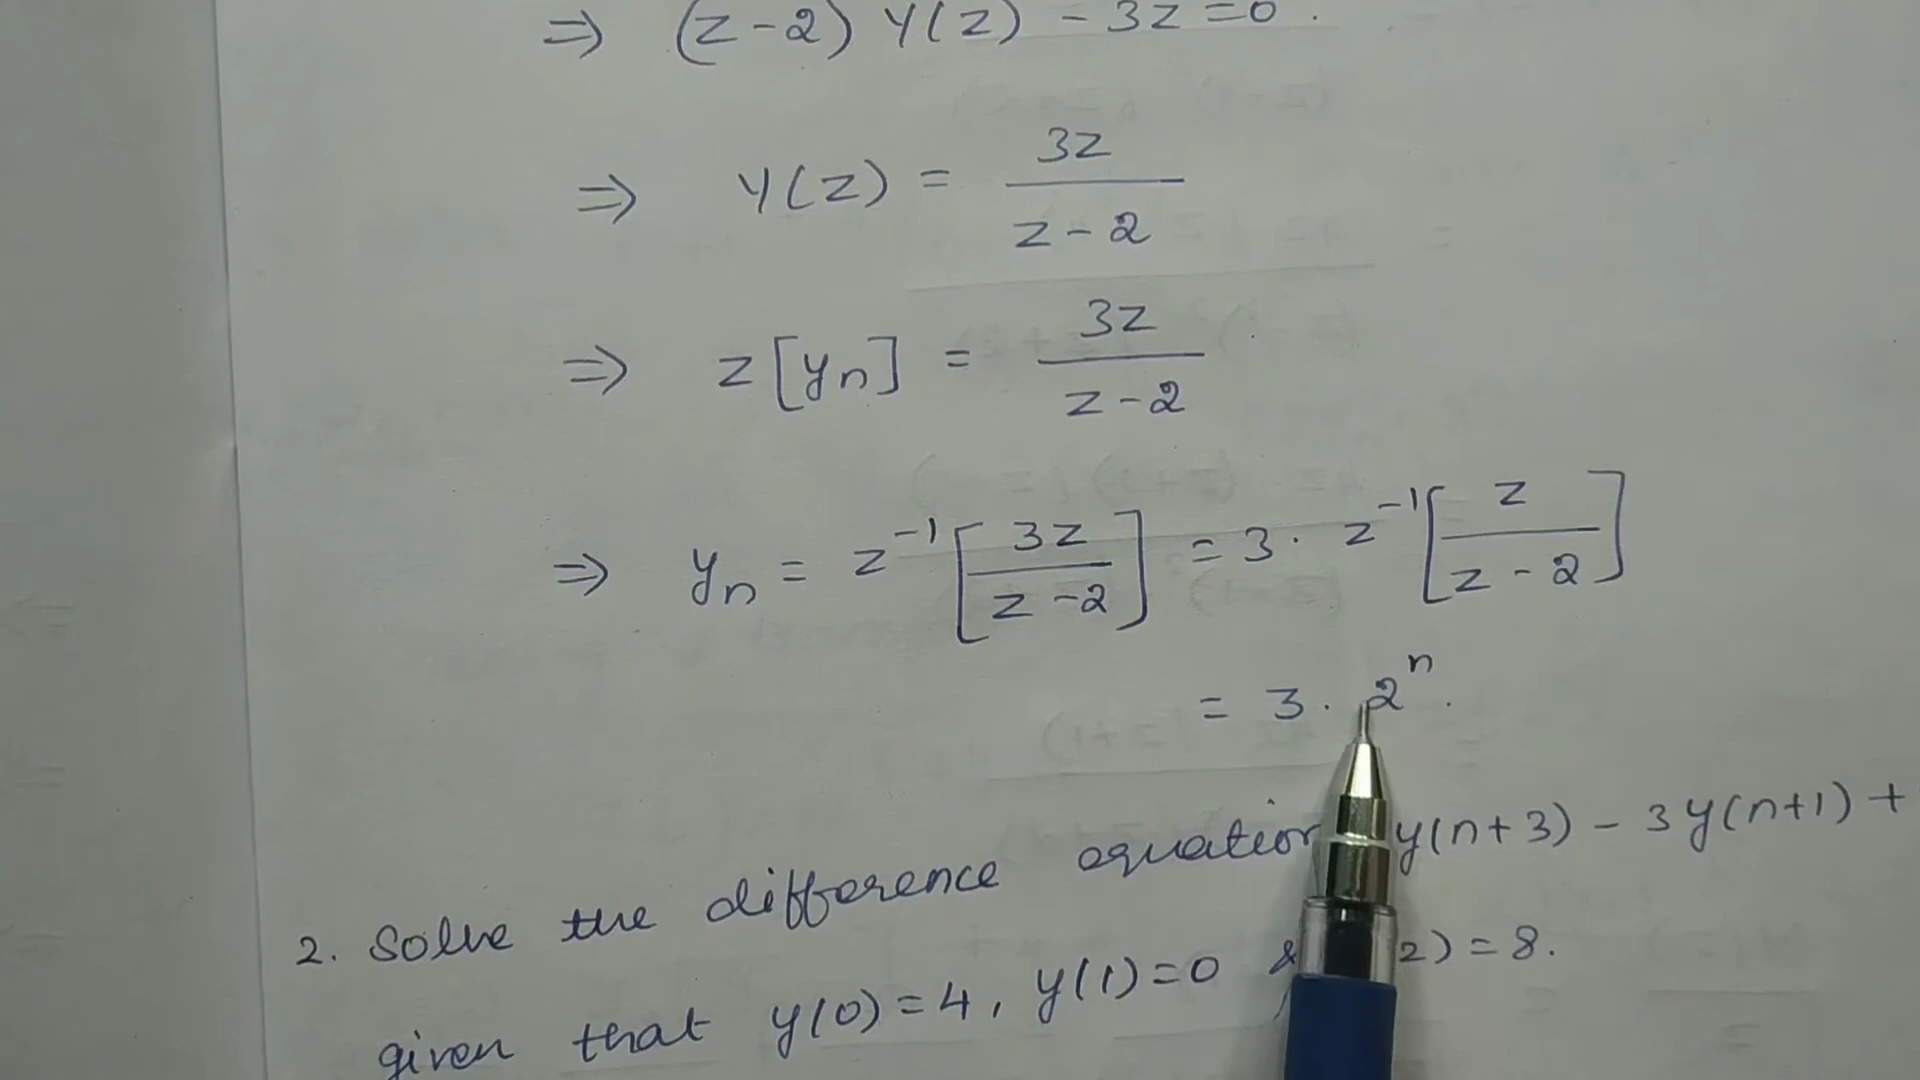 ⇒ (z-2) Y(z) - 3z = 0.
⇒ Y(z) = 3z / z-2
⇒ z[yn] = 3z / z-2
⇒ yn = z^-1 [3z / z-2] = 3. z^-1 [z / z-2]
= 3. 2^n.
2. Solve the difference equation y(n+3) - 3y(n+1) +
given that y(0)=4, y(1)=0 & 2)=8.